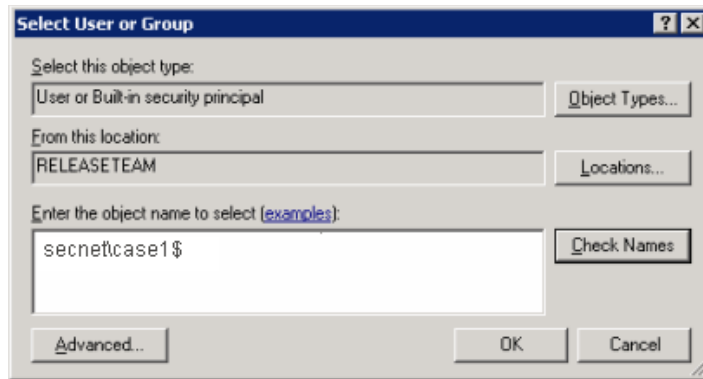 Select User or Group
Select this object type:
User or Built-in security principal
Object Types...
From this location:
RELEASETEAM
Locations...
Enter the object name to select (examples):
secnet\case1$
Check Names
Advanced...
OK
Cancel